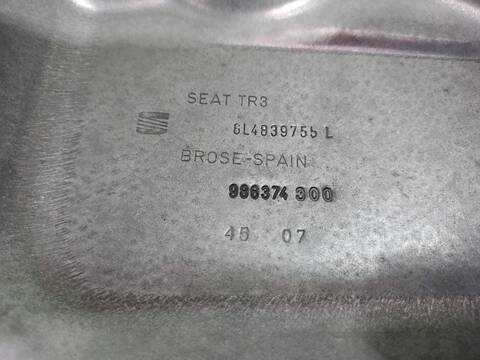 SEAT TR3
6L4839755 L
BROSE-SPAIN
986374 300
45 07